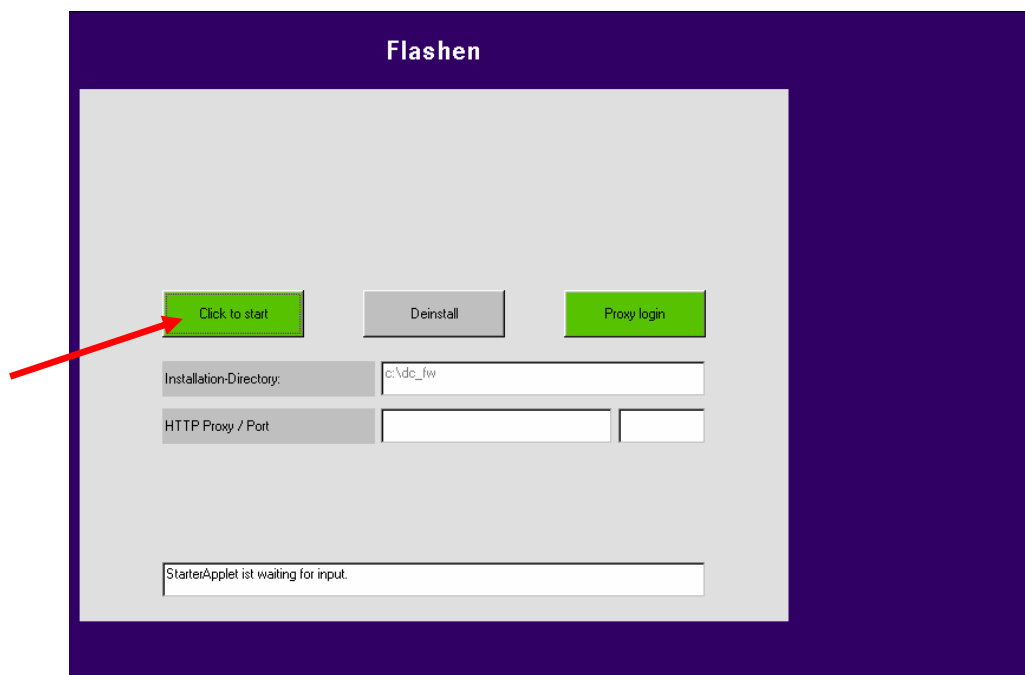 Flashen
Click to start
Deinstall
Proxy login
Installation-Directory:
c:\dc_fw
HTTP Proxy / Port
StarterApplet ist waiting for input.